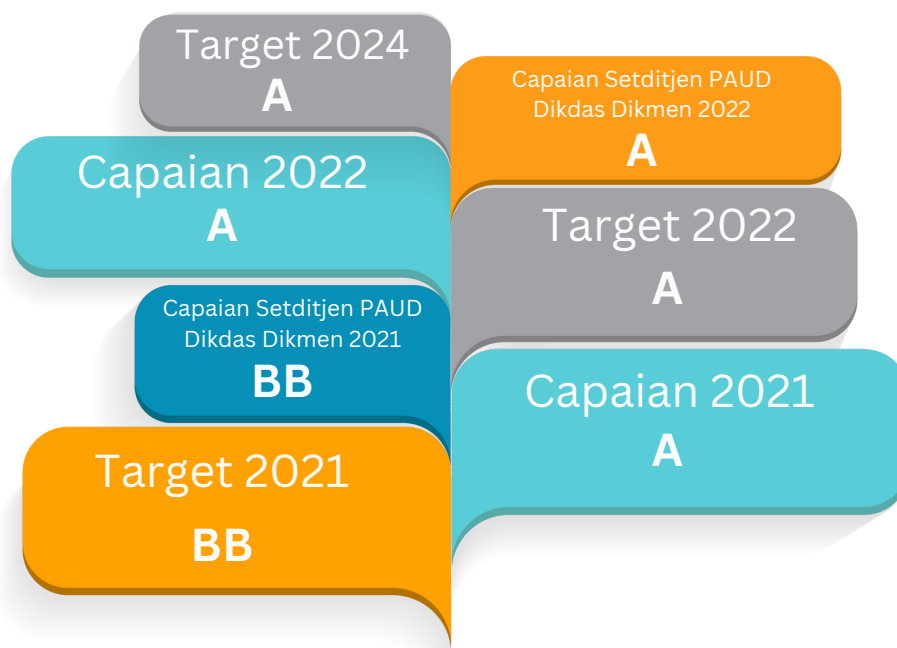 Target 2024
A
Capaian Setditjen PAUD
Dikdas Dikmen 2022
A
Capaian 2022
A
Target 2022
A
Capaian Setditjen PAUD
Dikdas Dikmen 2021
BB
Capaian 2021
A
Target 2021
BB